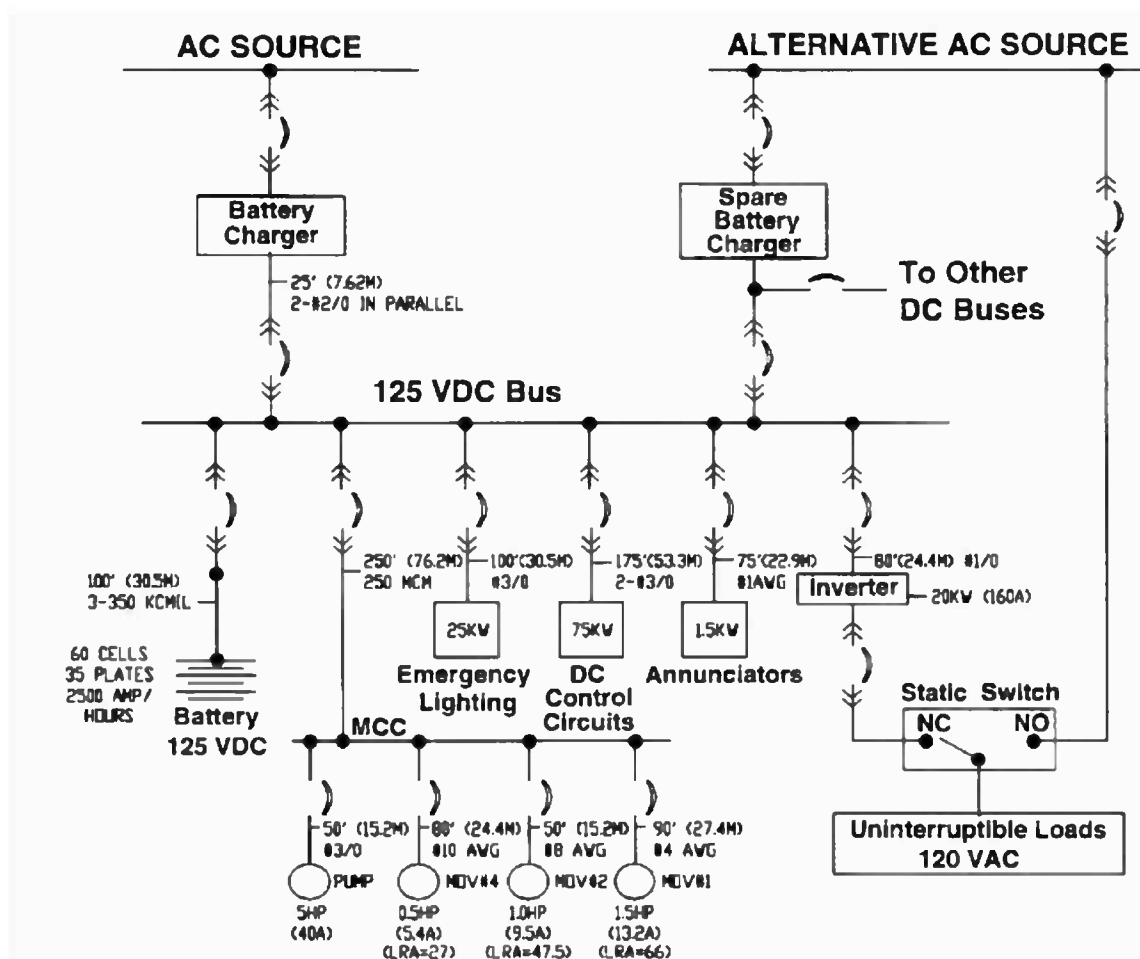 AC SOURCE
ALTERNATIVE AC SOURCE
Battery
Charger
Spare
Battery
Charger
25' (7.62M)
2-#2/0 IN PARALLEL
To Other
DC Buses
125 VDC Bus
100' (30.5M)
3-350 KCMIL
250' (76.2M)
250 MCM
100'(30.5M)
#3/0
175'(53.3M)
2-#3/0
75'(22.9M)
#1AWG
80'(24.4M) #1/0
Inverter
20KW (160A)
25KW
75KW
1.5KW
60 CELLS
35 PLATES
2500 AMP/
HOURS
Battery
125 VDC
Emergency
Lighting
DC
Control
Circuits
Annunciators
Static Switch
NC
NO
MCC
50' (15.2M)
#3/0
80' (24.4M)
#10 AWG
50' (15.2M)
#8 AWG
90' (27.4M)
#4 AWG
Uninterruptible Loads
120 VAC
PUMP
MOV#4
MOV#2
MOV#1
5HP
(40A)
0.5HP
(5.4A)
(LRA=27)
1.0HP
(9.5A)
(LRA=47.5)
1.5HP
(13.2A)
(LRA=66)